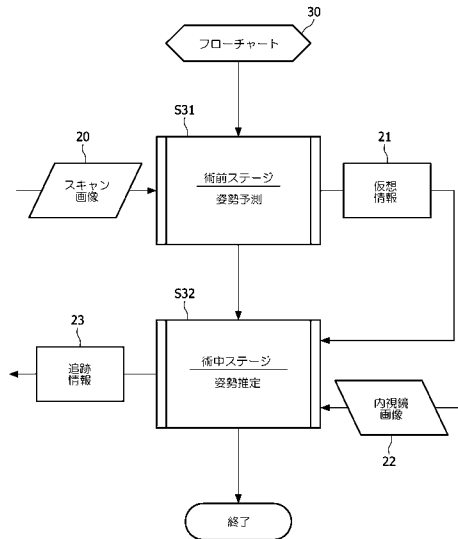 30
フローチャート
S31
20
スキャン
画像
術前ステージ
姿勢予測
21
仮想
情報
S32
23
追跡
情報
術中ステージ
姿勢推定
内視鏡
画像
22
終了